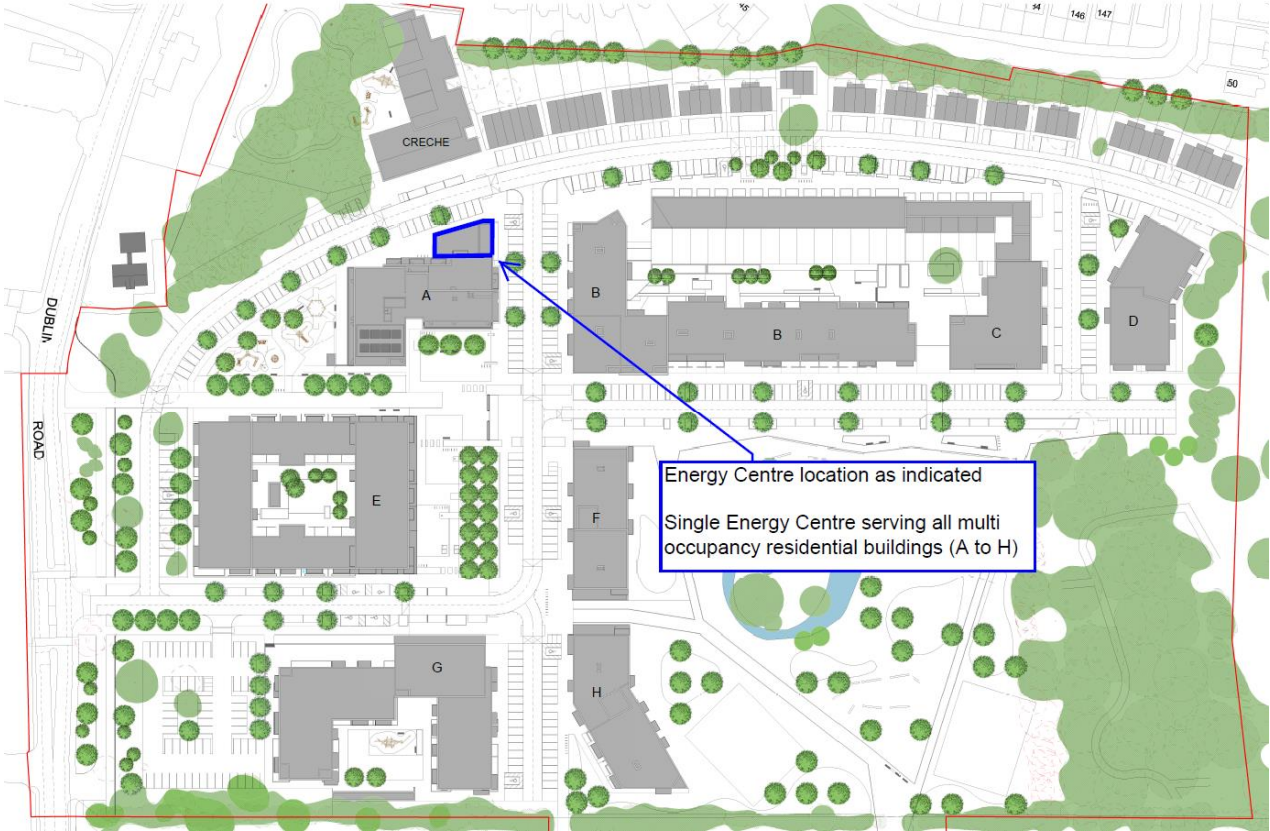 146
147
50
CRECHE
A
B
B
C
D
DUBLIN
ROAD
E
F
G
H
Energy Centre location as indicated
Single Energy Centre serving all multi
occupancy residential buildings (A to H)